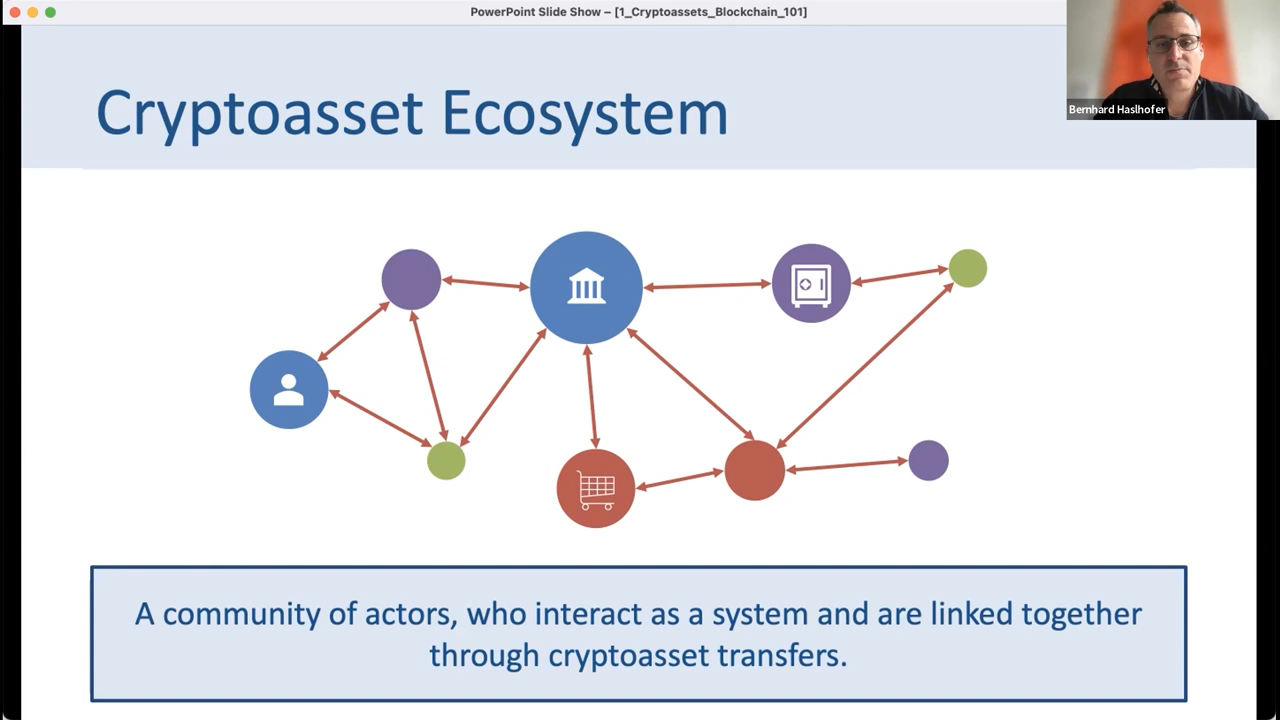 PowerPoint Slide Show – [1_Cryptoassets_Blockchain_101]
Bernhard Haslhofer
Cryptoasset Ecosystem
A community of actors, who interact as a system and are linked together
through cryptoasset transfers.